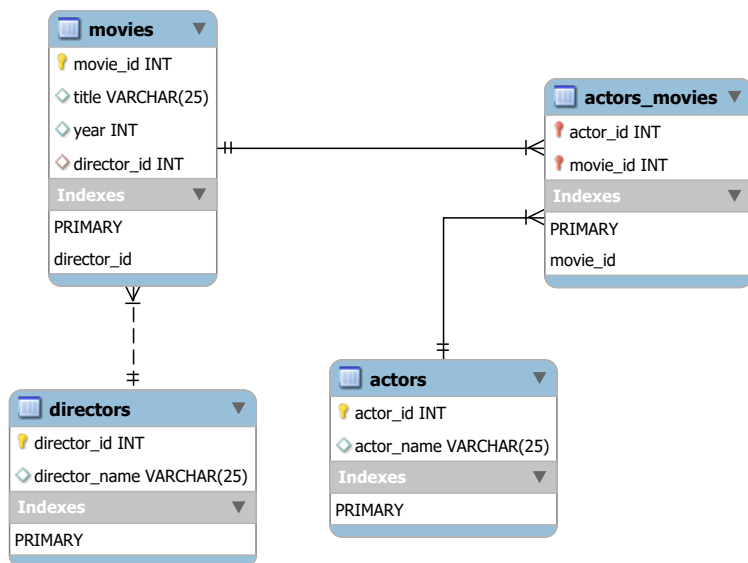 movies
movie_id INT
title VARCHAR(25)
year INT
director_id INT
Indexes
PRIMARY
director_id
actors_movies
actor_id INT
movie_id INT
Indexes
PRIMARY
movie_id
directors
director_id INT
director_name VARCHAR(25)
Indexes
PRIMARY
actors
actor_id INT
actor_name VARCHAR(25)
Indexes
PRIMARY